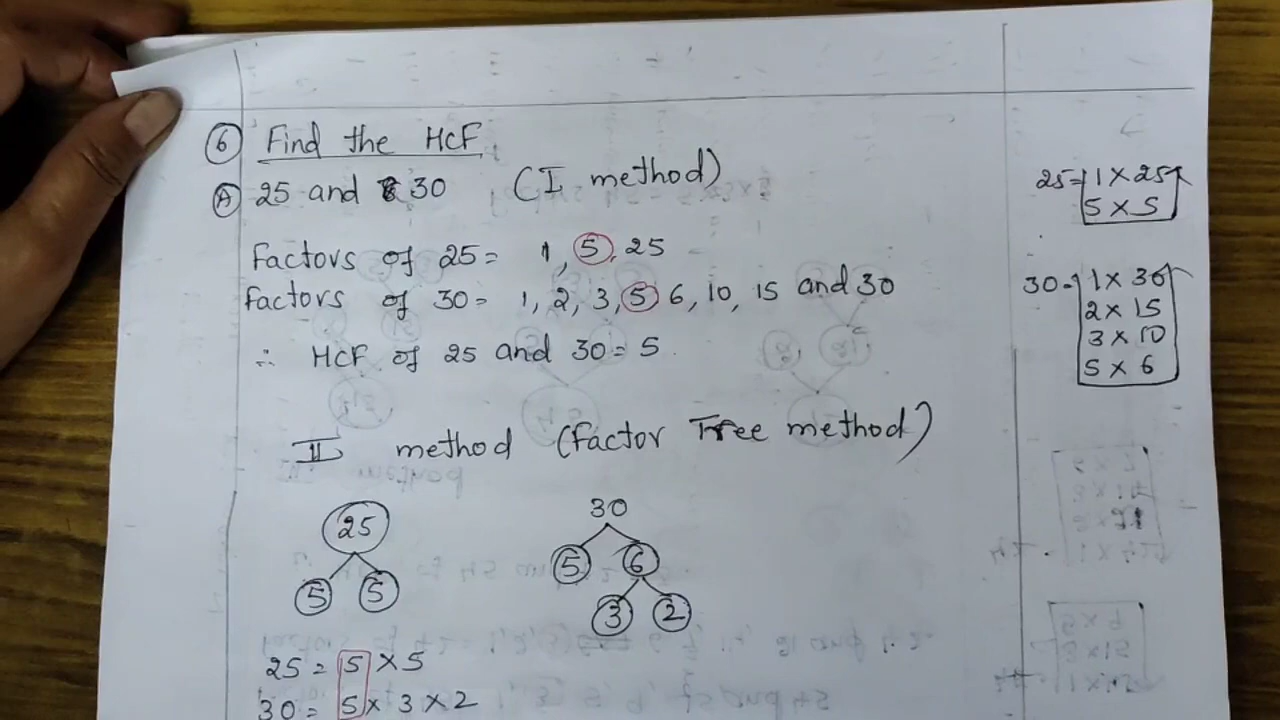 6 Find the HCF
A 25 and 30 (I method)
Factors of 25 = 1, 5, 25
Factors of 30 = 1, 2, 3, 5 6, 10, 15 and 30
∴ HCF of 25 and 30 = 5
II method (Factor Tree method)
25
5 5
30
5 6
3 2
25 = 5 × 5
30 = 5 × 3 × 2
25 = 1 × 25
5 × 5
30 = 1 × 30
2 × 15
3 × 10
5 × 6